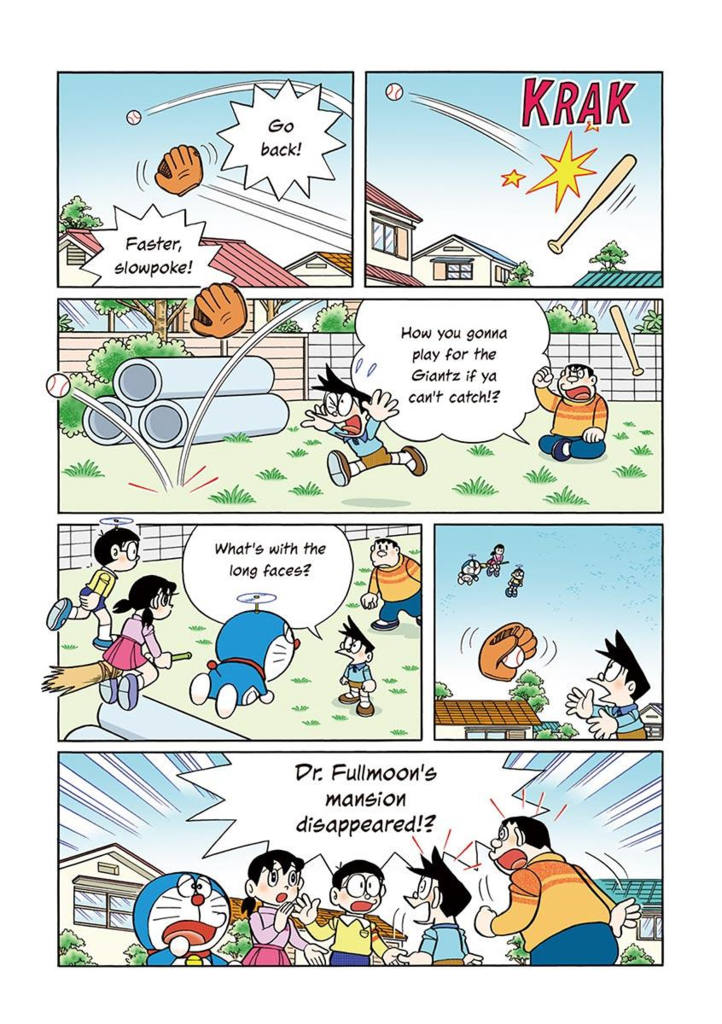 Go
back!
Faster,
slowpoke!
KRAK
How you gonna
play for the
Giantz if ya
can't catch!?
What's with the
long faces?
Dr. Fullmoon's
mansion
disappeared!?